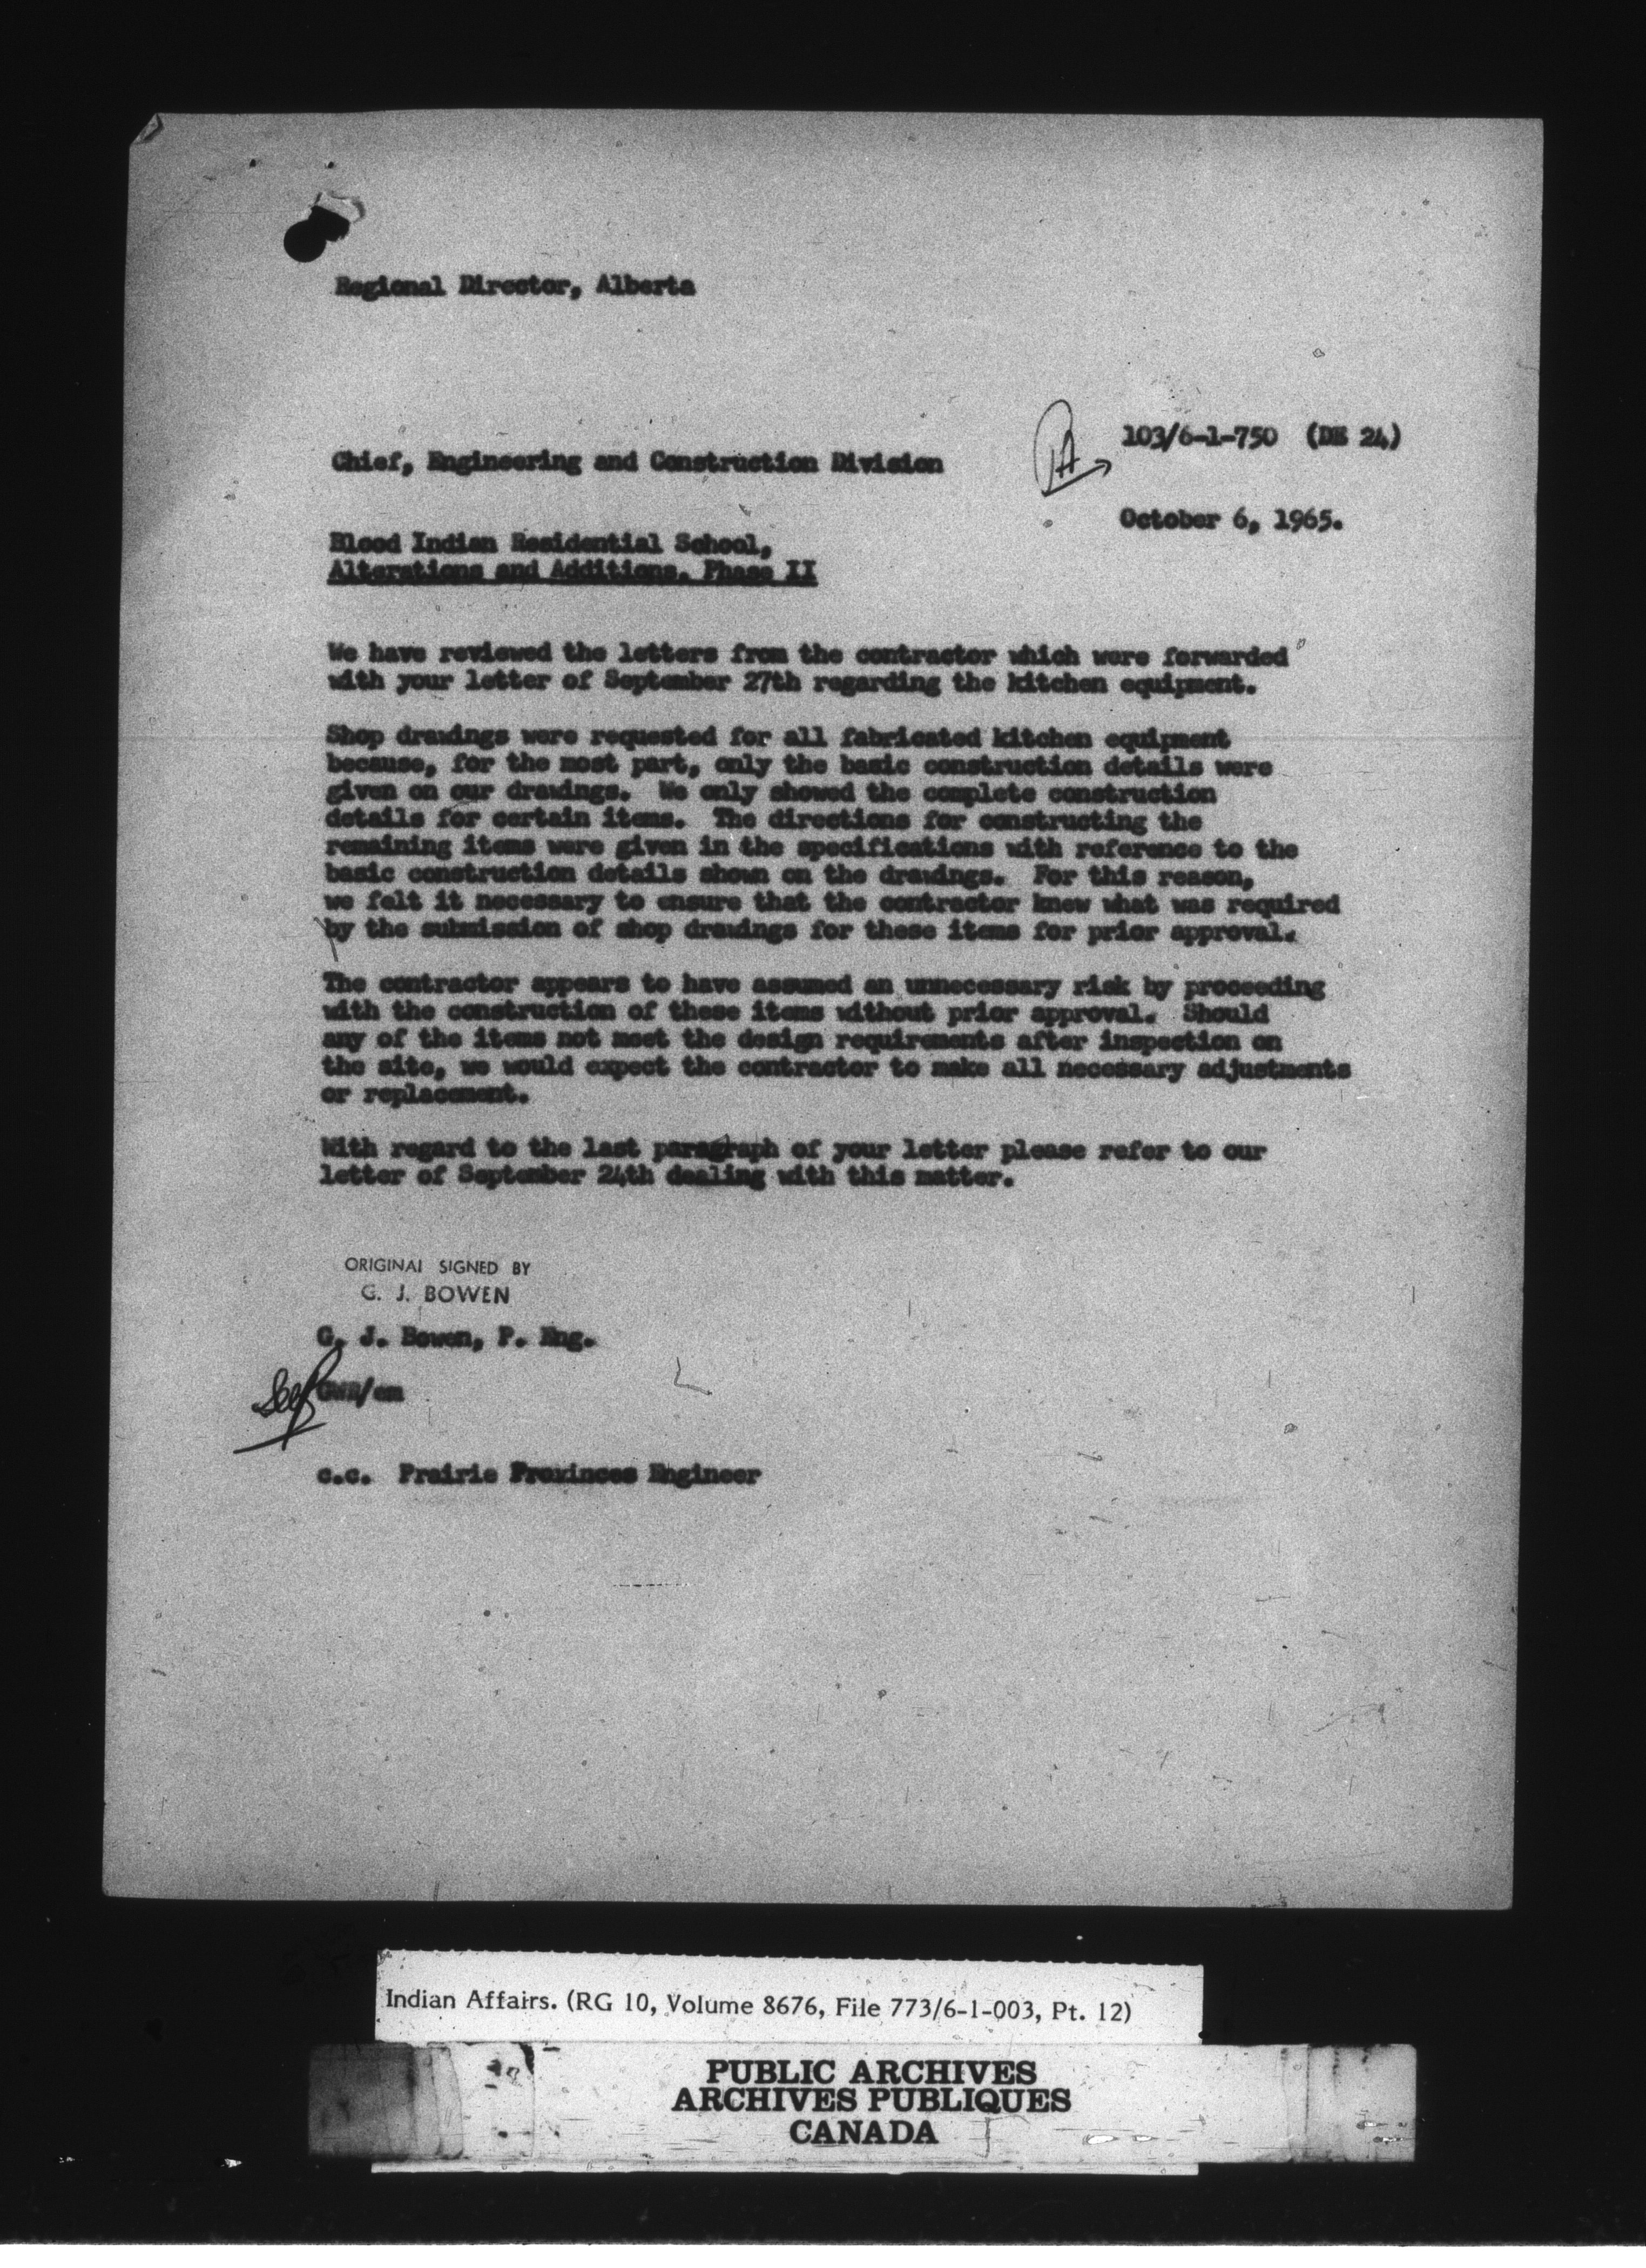 Regional Director, Alberta
103/6-1-750 (DE 24)
Chief, Engineering and Construction Division
October 6, 1965.
Blood Indian Residential School,
Alterations and Additions. Phase II
We have reviewed the letters from the contractor which were forwarded
with your letter of September 27th regarding the kitchen equipment.
Shop drawings were requested for all fabricated kitchen equipment
because, for the most part, only the basic construction details were
given on our drawings. We only showed the complete construction
details for certain items. The directions for constructing the
remaining items were given in the specifications with reference to the
basic construction details shown on the drawings. For this reason,
we felt it necessary to ensure that the contractor knew what was required
by the submission of shop drawings for these items for prior approval.
The contractor appears to have assumed an unnecessary risk by proceeding
with the construction of these items without prior approval. Should
any of the items not meet the design requirements after inspection on
the site, we would expect the contractor to make all necessary adjustments
or replacement.
With regard to the last paragraph of your letter please refer to our
letter of September 24th dealing with this matter.
ORIGINAL SIGNED BY
G. J. BOWEN
G. J. Bowen, P. Eng.
c.c. Prairie Provinces Engineer
Indian Affairs. (RG 10, Volume 8676, File 773/6-1-003, Pt. 12)
PUBLIC ARCHIVES
ARCHIVES PUBLIQUES
CANADA